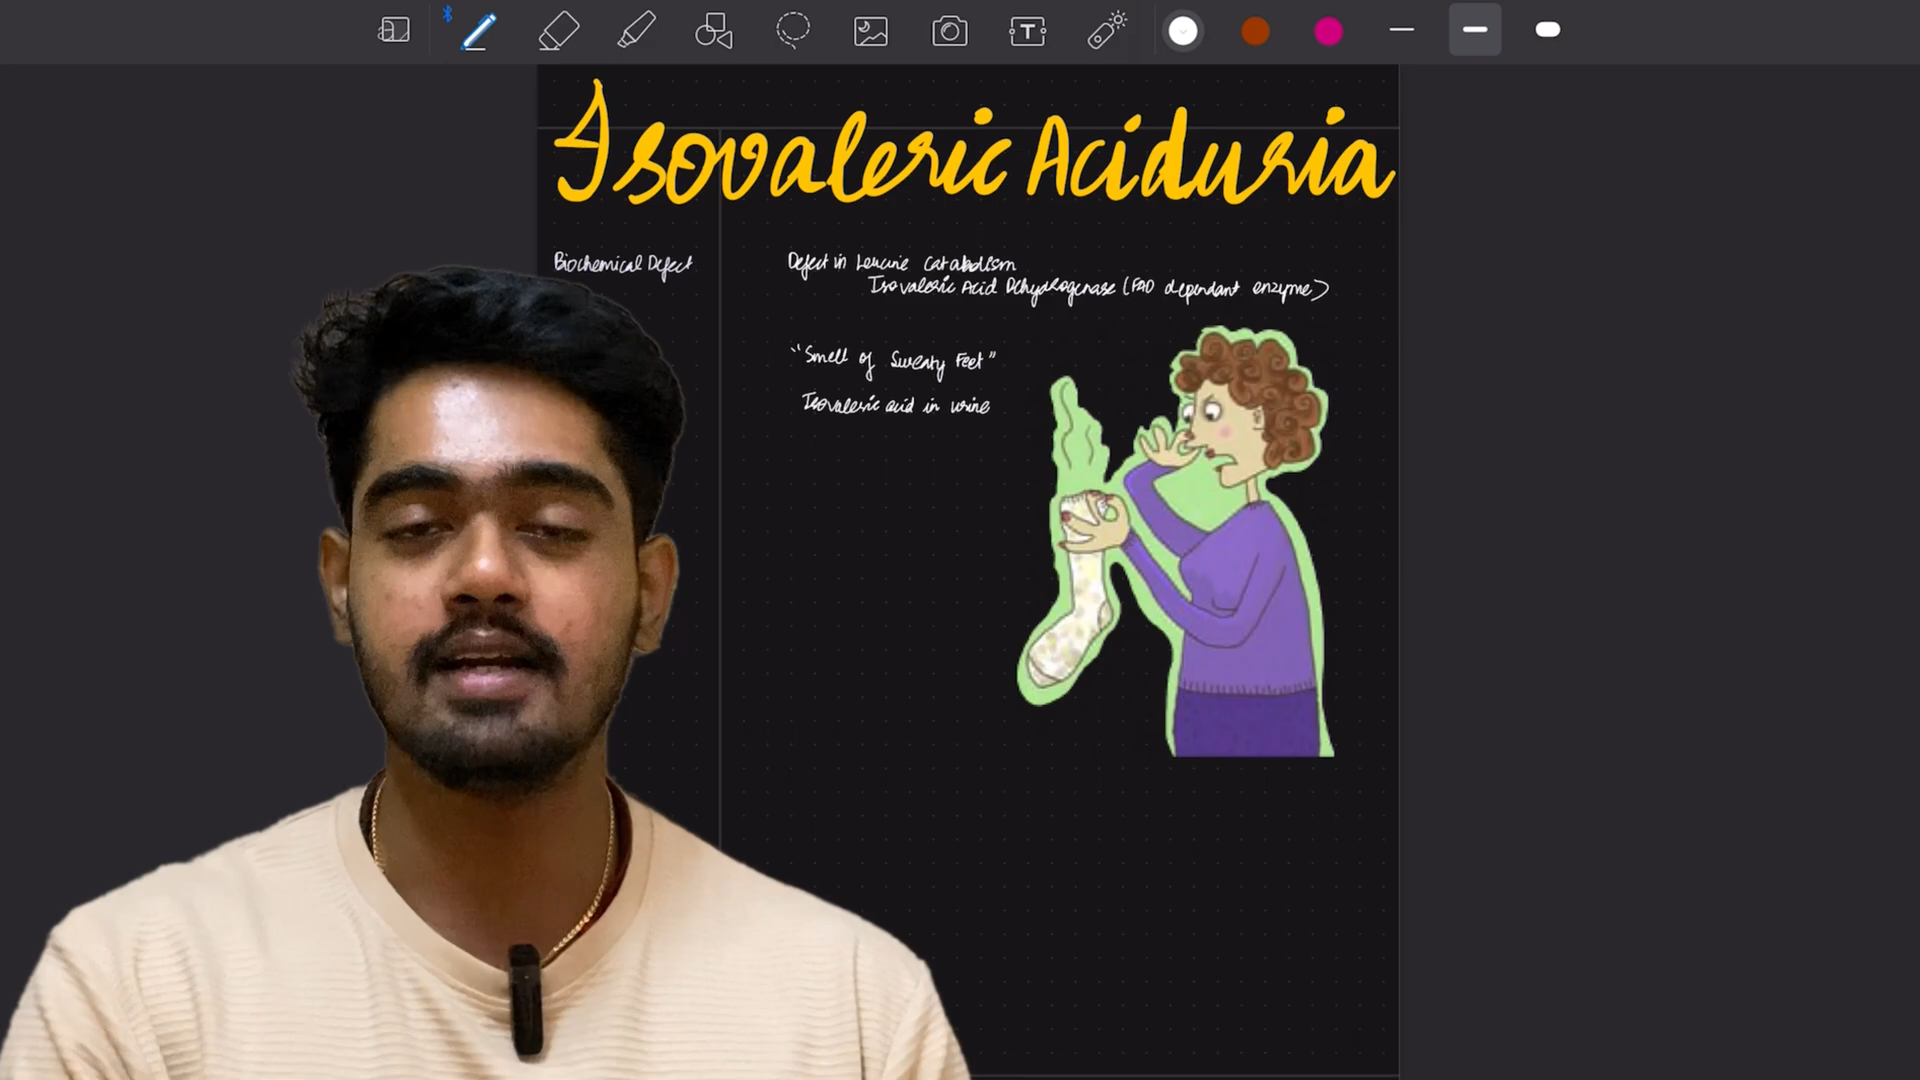 Isovaleric Aciduria
Biochemical Defect
Defect in Leucine Catabolism
Isovaleric Acid Dehydrogenase (FAD dependant enzyme)
"Smell of Sweaty Feet"
Isovaleric acid in urine